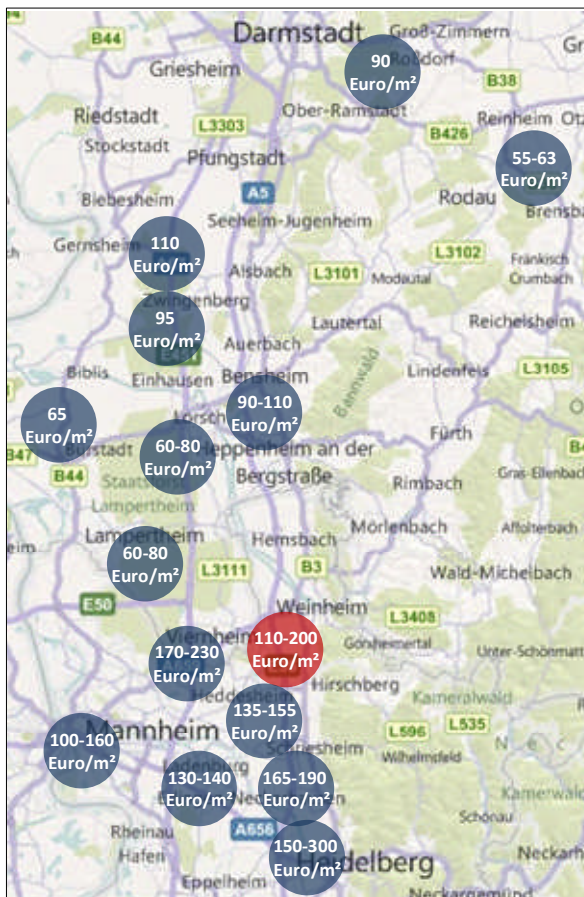 Darmstadt
Groß-Zimmern
B44
Roßdorf
Griesheim
90
Euro/m²
B38
Riedstadt
Ober-Ramstadt
L3303
Reinheim
B426
Stockstadt
Pfungstadt
55-63
Euro/m²
A5
Rodau
Biebesheim
Seeheim-Jugenheim
Gernsheim
110
Euro/m²
L3102
Alsbach
L3101
Modautal
Fränkisch
Crumbach
Zwingenberg
95
Euro/m²
Lautertal
Reichelsheim
Auerbach
Biblis
Einhausen
Bensheim
Lindenfels
L3105
65
Euro/m²
90-110
Euro/m²
Lorsch
Fürth
60-80
Euro/m²
Heppenheim an der
Bergstraße
B47
B44
Rimbach
Gras-Ellenbach
Lampertheim
Mörlenbach
Affolterbach
Lampertheim
Hemsbach
60-80
Euro/m²
L3111
B3
Wald-Michelbach
E50
Weinheim
L3408
Viernheim
110-200
Euro/m²
Gorxheimertal
Unter-Schönmatt
170-230
Euro/m²
Heddesheim
Hirschberg
135-155
Euro/m²
L596
L535
Mannheim
100-160
Euro/m²
Schriesheim
Wilhelmsfeld
Ladenburg
130-140
Euro/m²
165-190
Euro/m²
Schönau
Rheinau
Hafen
A656
150-300
Euro/m²
Heidelberg
Neckarh
Eppelheim
Neckargemünd